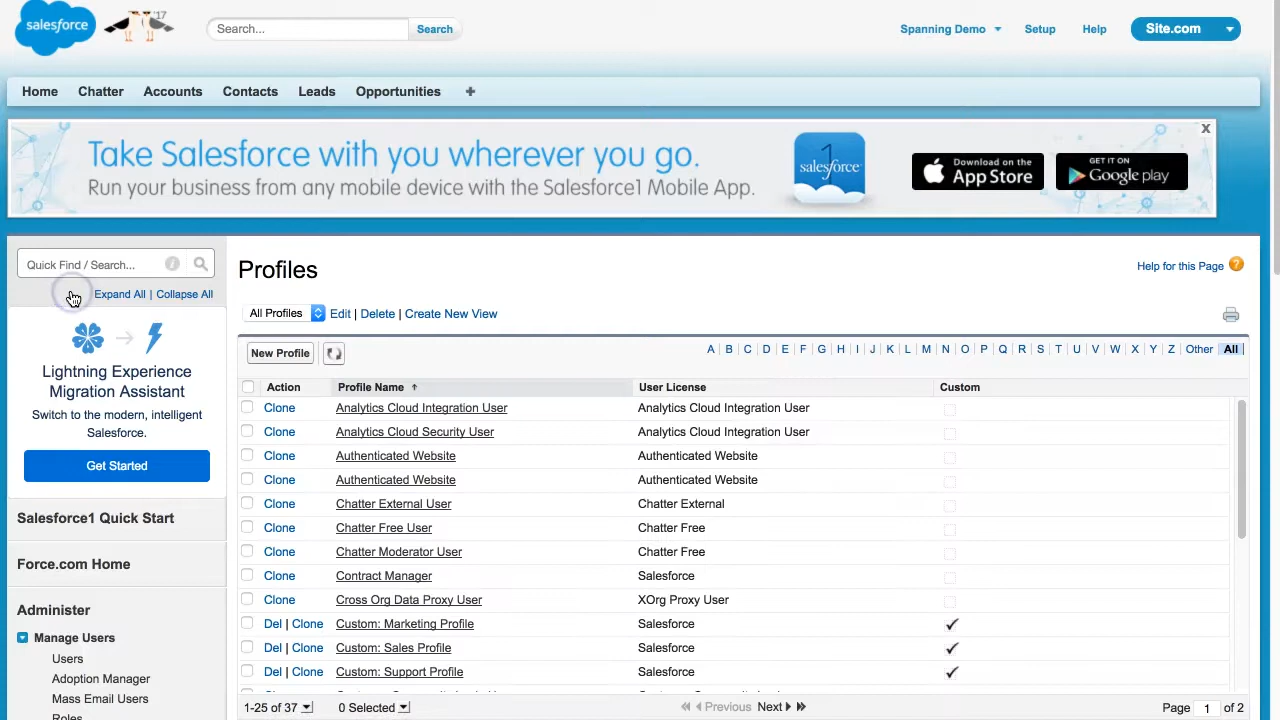 salesforce
17
Search...
Search
Spanning Demo
Setup
Help
Site.com
Home
Chatter
Accounts
Contacts
Leads
Opportunities
+
Take Salesforce with you wherever you go.
Run your business from any mobile device with the Salesforce1 Mobile App.
1
salesforce
Download on the
App Store
GET IT ON
Google play
X
Quick Find / Search...
i
Expand All | Collapse All
Lightning Experience
Migration Assistant
Switch to the modern, intelligent
Salesforce.
Get Started
Salesforce1 Quick Start
Force.com Home
Administer
Manage Users
Users
Adoption Manager
Mass Email Users
Roles
Profiles
Help for this Page ?
All Profiles
Edit | Delete | Create New View
New Profile
A | B | C | D | E | F | G | H | I | J | K | L | M | N | O | P | Q | R | S | T | U | V | W | X | Y | Z | Other | All
Action Profile Name User License Custom
Clone Analytics Cloud Integration User Analytics Cloud Integration User
Clone Analytics Cloud Security User Analytics Cloud Integration User
Clone Authenticated Website Authenticated Website
Clone Authenticated Website Authenticated Website
Clone Chatter External User Chatter External
Clone Chatter Free User Chatter Free
Clone Chatter Moderator User Chatter Free
Clone Contract Manager Salesforce
Clone Cross Org Data Proxy User XOrg Proxy User
Del | Clone Custom: Marketing Profile Salesforce
Del | Clone Custom: Sales Profile Salesforce
Del | Clone Custom: Support Profile Salesforce
1-25 of 37
0 Selected
Previous Next
Page 1 of 2